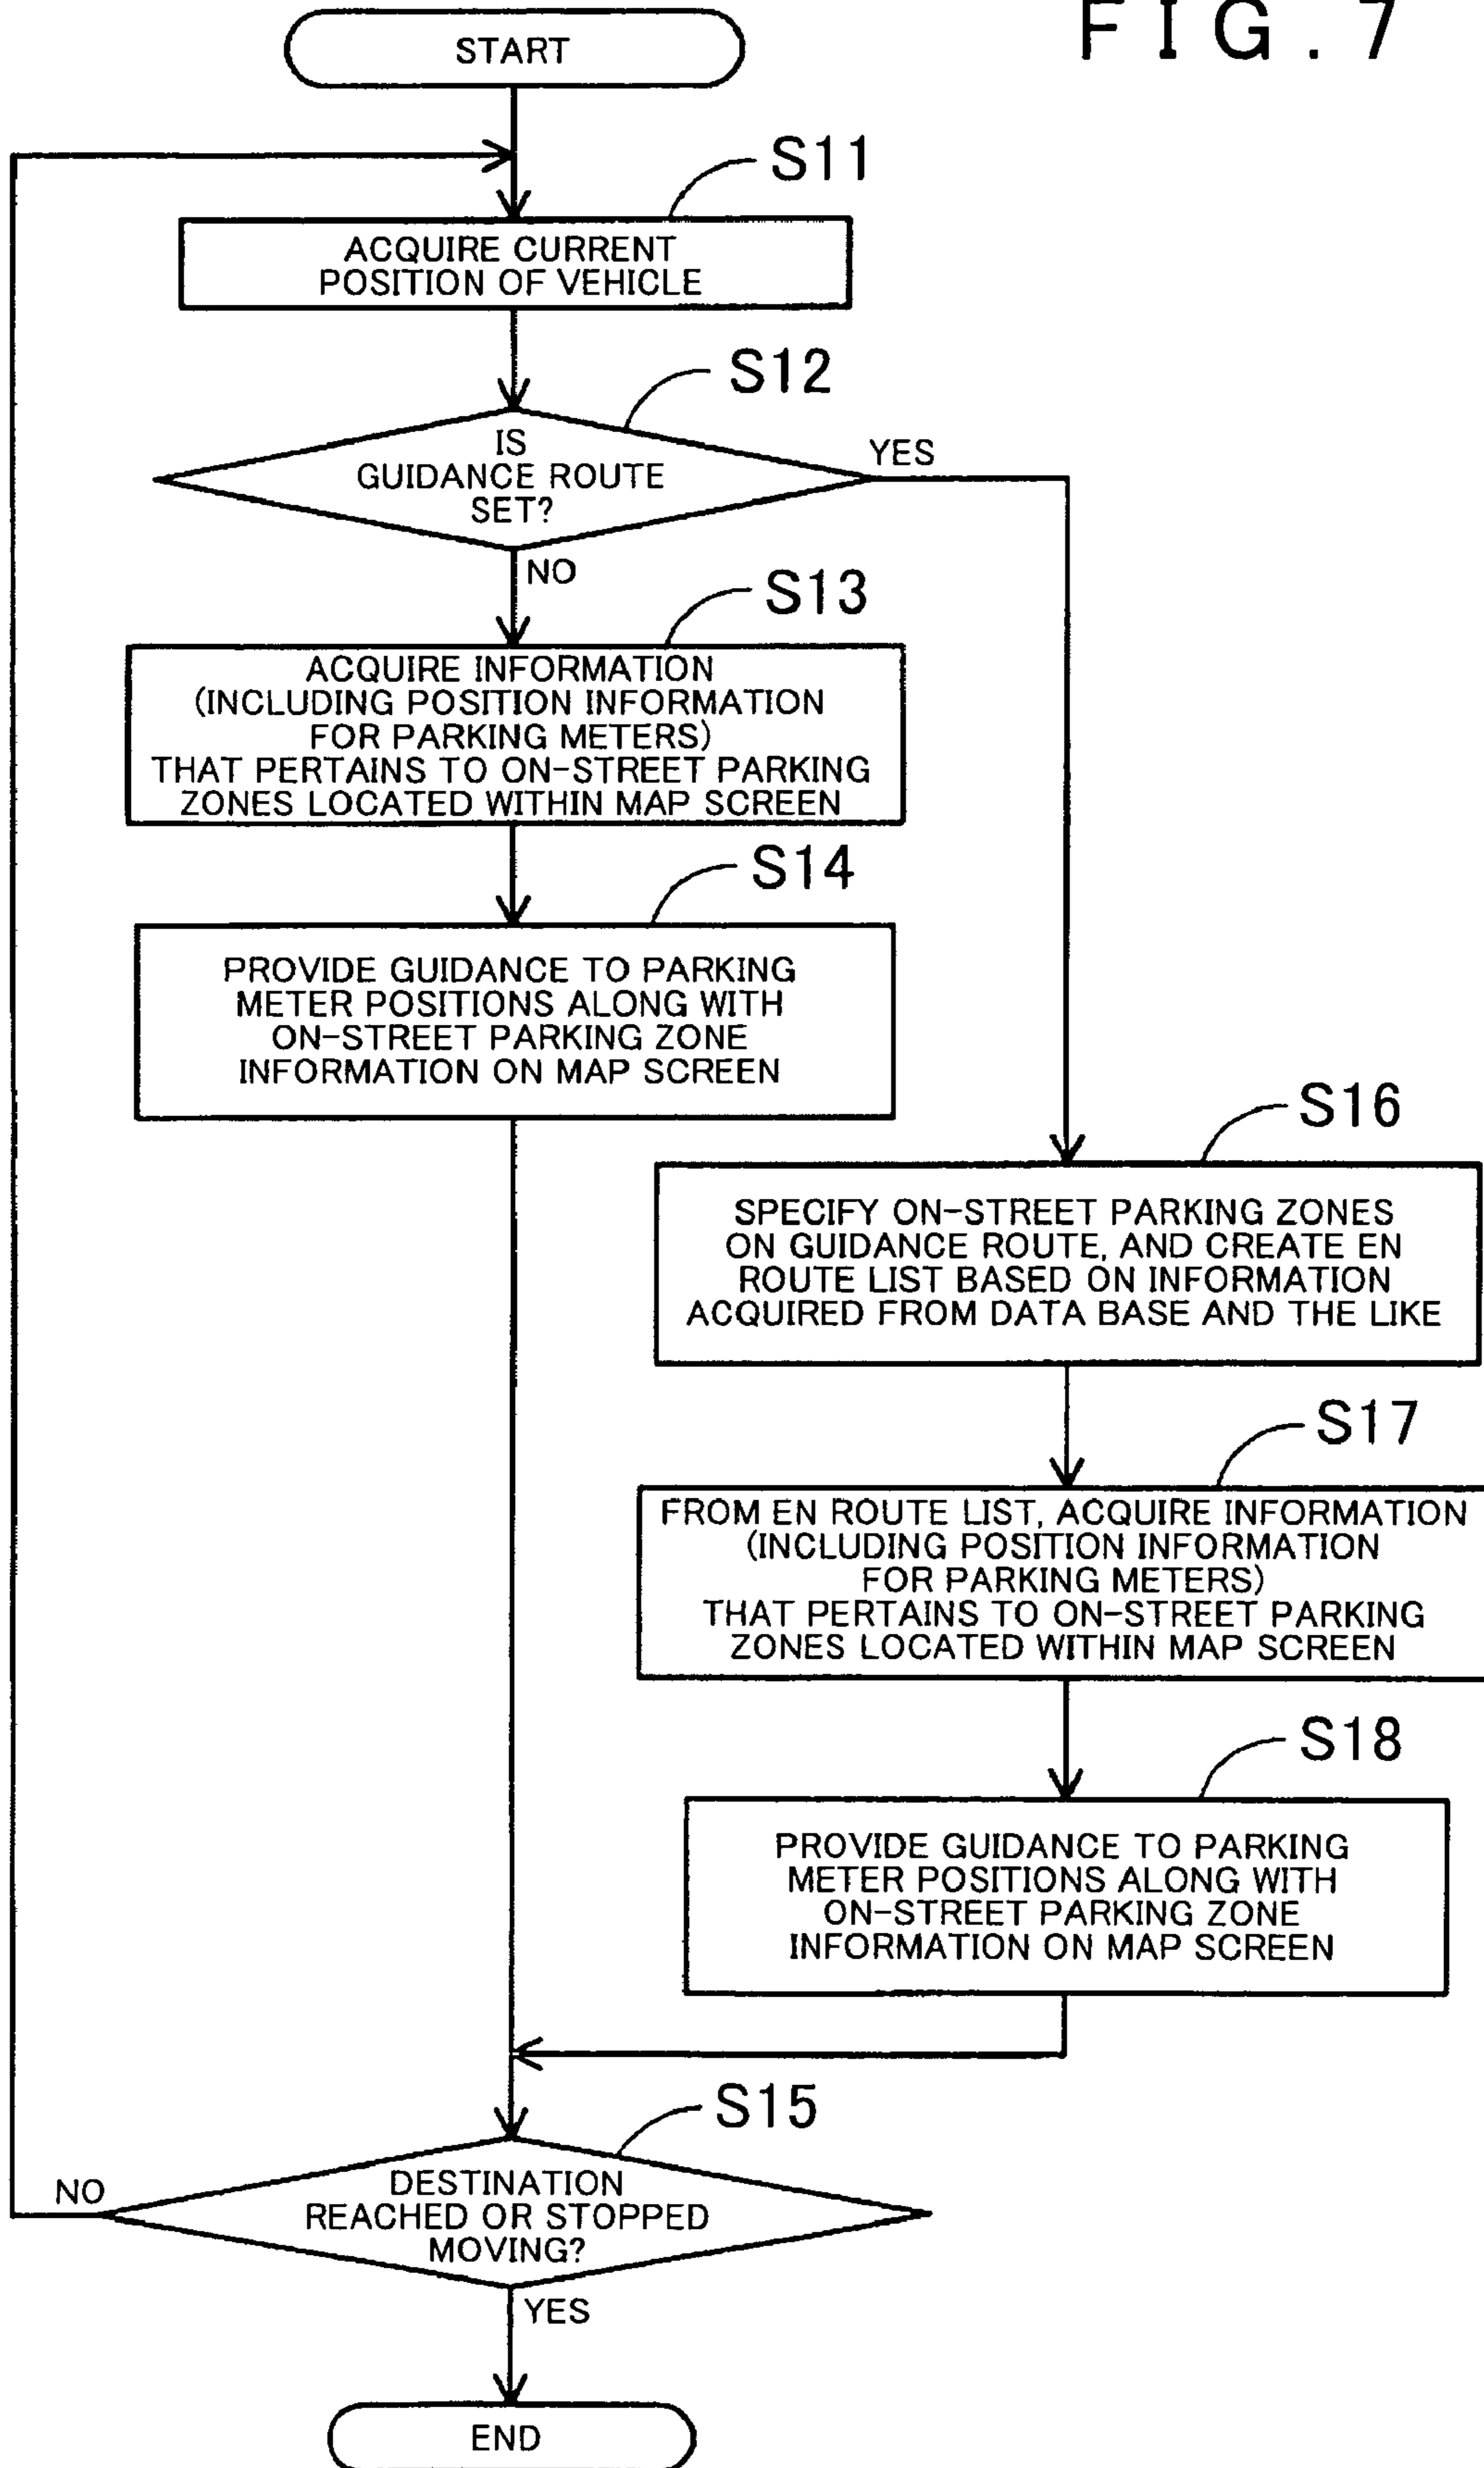 FIG. 7
START
S11
ACQUIRE CURRENT
POSITION OF VEHICLE
S12
IS
GUIDANCE ROUTE
SET?
YES
NO
S13
ACQUIRE INFORMATION
(INCLUDING POSITION INFORMATION
FOR PARKING METERS)
THAT PERTAINS TO ON-STREET PARKING
ZONES LOCATED WITHIN MAP SCREEN
S14
PROVIDE GUIDANCE TO PARKING
METER POSITIONS ALONG WITH
ON-STREET PARKING ZONE
INFORMATION ON MAP SCREEN
S16
SPECIFY ON-STREET PARKING ZONES
ON GUIDANCE ROUTE, AND CREATE EN
ROUTE LIST BASED ON INFORMATION
ACQUIRED FROM DATA BASE AND THE LIKE
S17
FROM EN ROUTE LIST, ACQUIRE INFORMATION
(INCLUDING POSITION INFORMATION
FOR PARKING METERS)
THAT PERTAINS TO ON-STREET PARKING
ZONES LOCATED WITHIN MAP SCREEN
S18
PROVIDE GUIDANCE TO PARKING
METER POSITIONS ALONG WITH
ON-STREET PARKING ZONE
INFORMATION ON MAP SCREEN
S15
DESTINATION
REACHED OR STOPPED
MOVING?
NO
YES
END